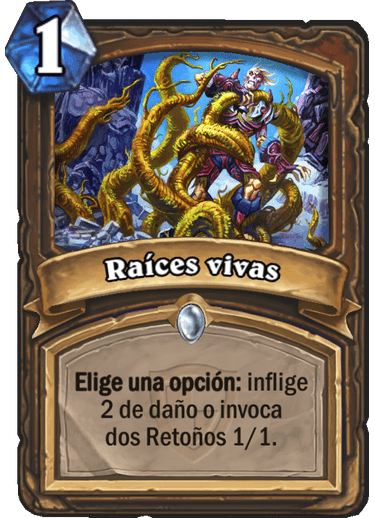 1
Raíces vivas
Elige una opción: inflige
2 de daño o invoca
dos Retoños 1/1.